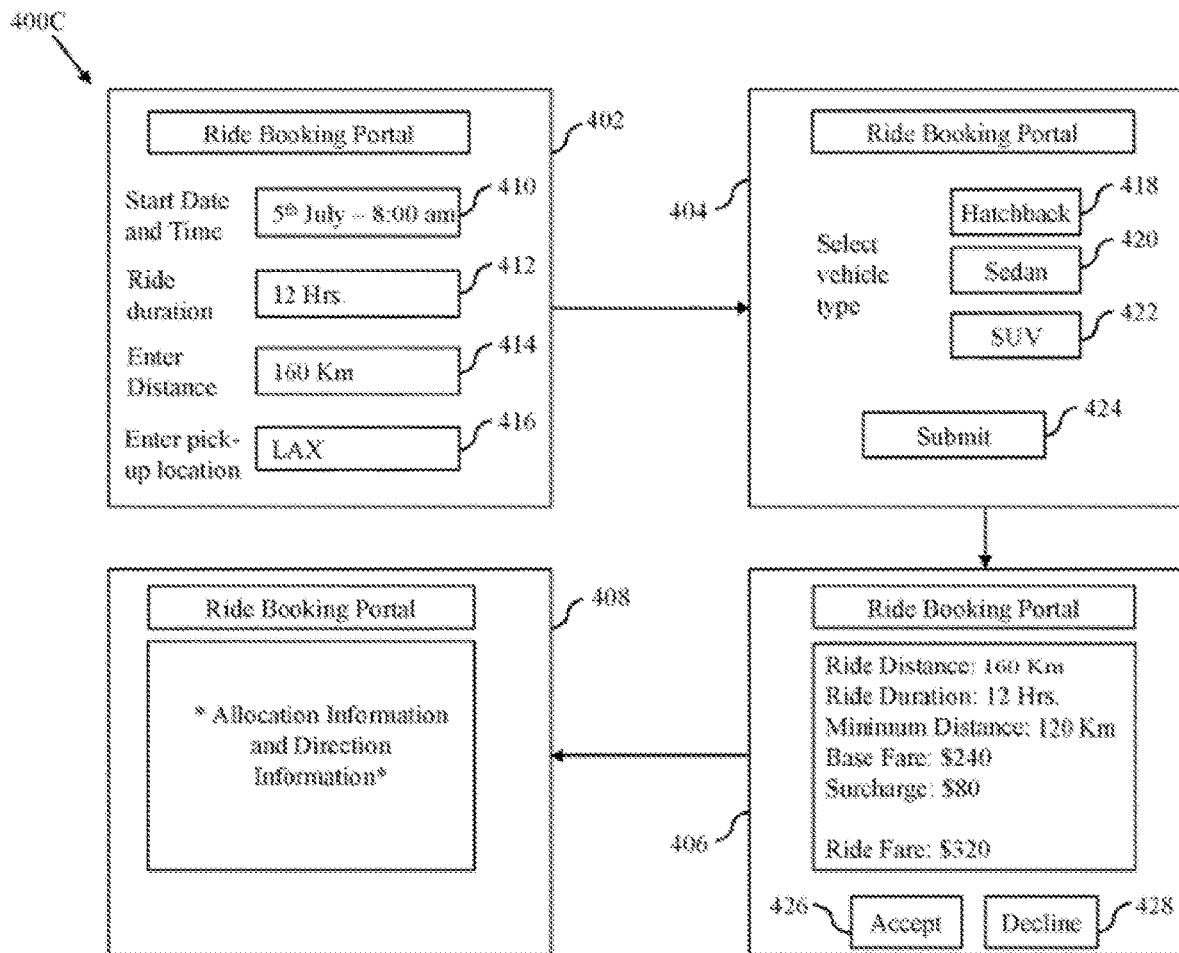 400C
Ride Booking Portal
402
Start Date
and Time
5th July – 8:00 am
410
Ride
duration
12 Hrs.
412
Enter
Distance
160 Km
414
Enter pick-
up location
LAX
416
Ride Booking Portal
404
Select
vehicle
type
Hatchback
418
Sedan
420
SUV
422
Submit
424
Ride Booking Portal
408
* Allocation Information
and Direction
Information*
Ride Booking Portal
406
Ride Distance: 160 Km
Ride Duration: 12 Hrs.
Minimum Distance: 120 Km
Base Fare: $240
Surcharge: $80
Ride Fare: $320
426
Accept
Decline
428